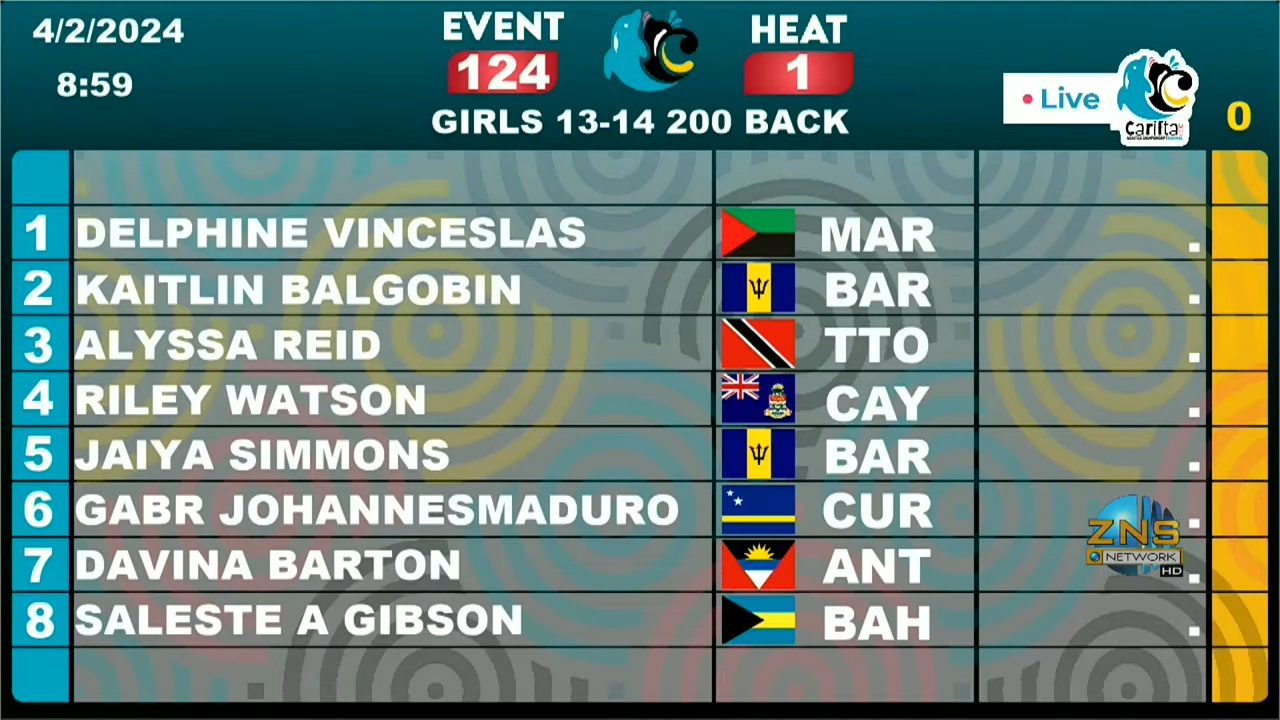 4/2/2024
8:59
EVENT
124
HEAT
1
GIRLS 13-14 200 BACK
Live
Carifta
0
1 DELPHINE VINCESLAS MAR .
2 KAITLIN BALGOBIN BAR .
3 ALYSSA REID TTO .
4 RILEY WATSON CAY .
5 JAIYA SIMMONS BAR .
6 GABR JOHANNESMADURO CUR .
7 DAVINA BARTON ANT .
8 SALESTE A GIBSON BAH .
ZNS
NETWORK
HD